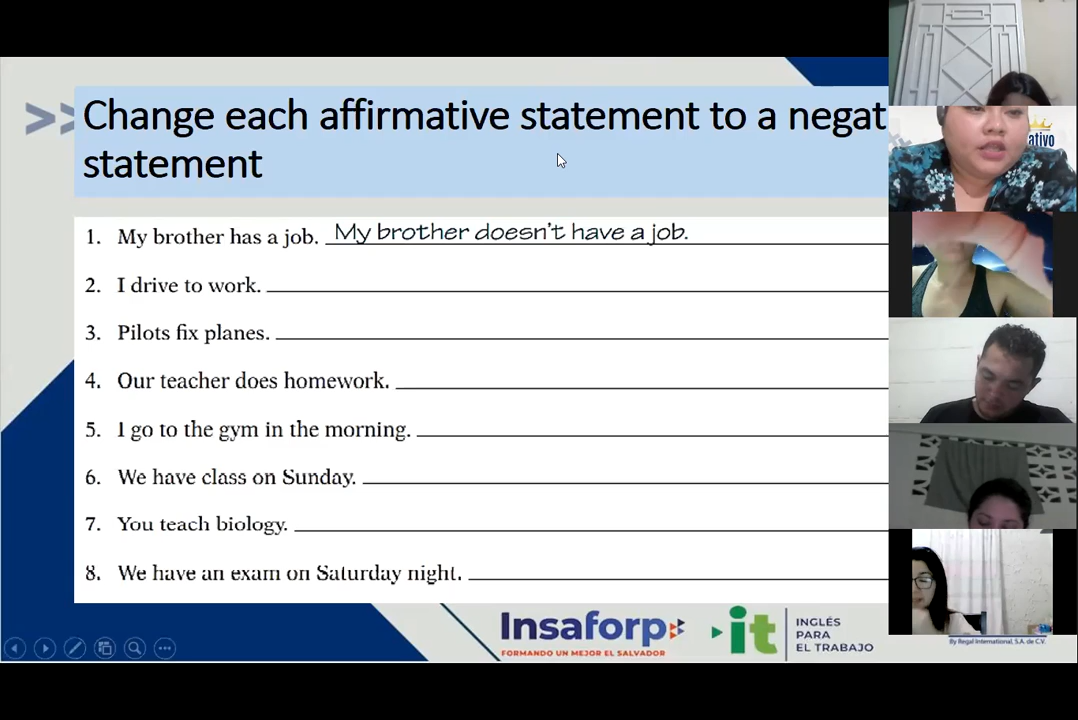 Change each affirmative statement to a negat
statement
1. My brother has a job. My brother doesn't have a job.
2. I drive to work.
3. Pilots fix planes.
4. Our teacher does homework.
5. I go to the gym in the morning.
6. We have class on Sunday.
7. You teach biology.
8. We have an exam on Saturday night.
Insaforp
FORMANDO UN MEJOR EL SALVADOR
it
INGLÉS
PARA
EL TRABAJO
By Regal International, S.A. de C.V.
ativo